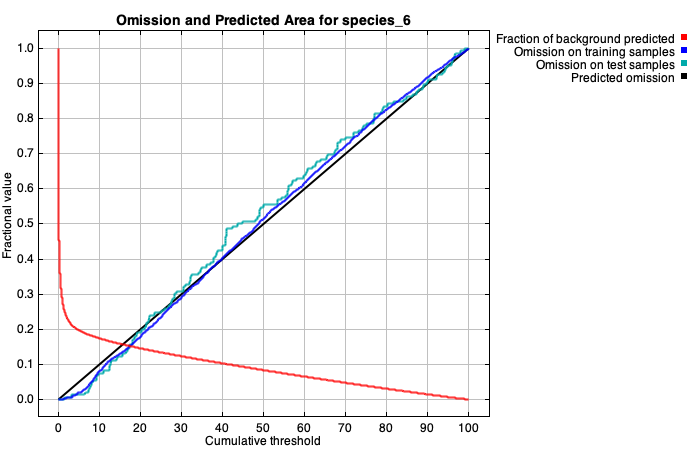 Omission and Predicted Area for species_6
Fraction of background predicted
Omission on training samples
Omission on test samples
Predicted omission
Fractional value
1.0
0.9
0.8
0.7
0.6
0.5
0.4
0.3
0.2
0.1
0.0
0 10 20 30 40 50 60 70 80 90 100
Cumulative threshold